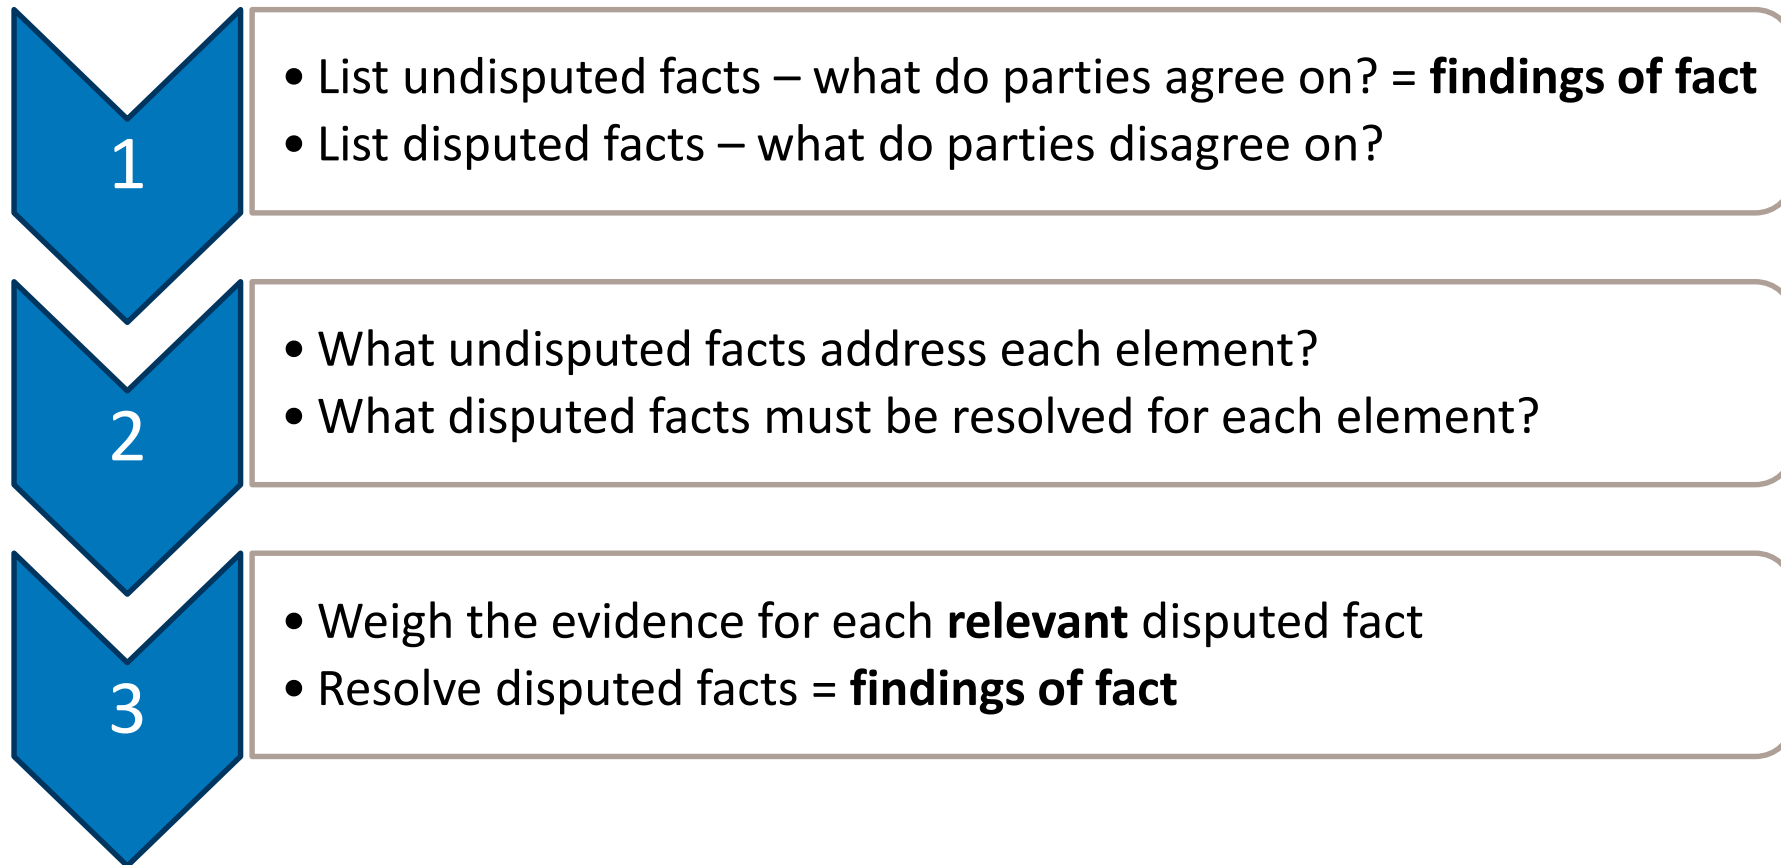 1
• List undisputed facts – what do parties agree on? = findings of fact
• List disputed facts – what do parties disagree on?
2
• What undisputed facts address each element?
• What disputed facts must be resolved for each element?
3
• Weigh the evidence for each relevant disputed fact
• Resolve disputed facts = findings of fact